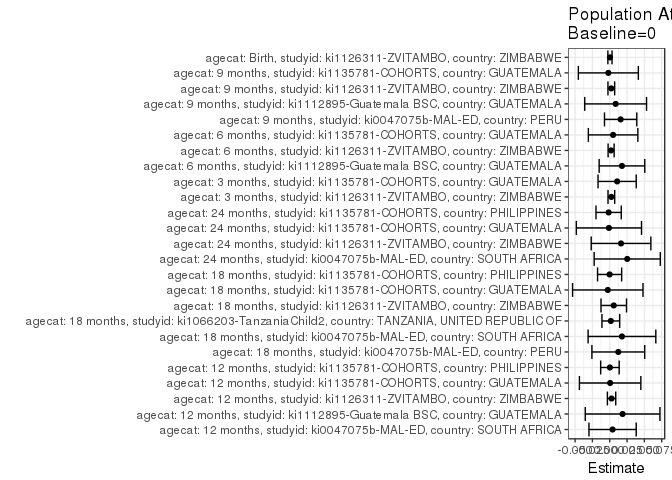 Population At
Baseline=0
agecat: Birth, studyid: ki1126311-ZVITAMBO, country: ZIMBABWE
agecat: 9 months, studyid: ki1135781-COHORTS, country: GUATEMALA
agecat: 9 months, studyid: ki1126311-ZVITAMBO, country: ZIMBABWE
agecat: 9 months, studyid: ki1112895-Guatemala BSC, country: GUATEMALA
agecat: 9 months, studyid: ki0047075b-MAL-ED, country: PERU
agecat: 6 months, studyid: ki1135781-COHORTS, country: GUATEMALA
agecat: 6 months, studyid: ki1126311-ZVITAMBO, country: ZIMBABWE
agecat: 6 months, studyid: ki1112895-Guatemala BSC, country: GUATEMALA
agecat: 3 months, studyid: ki1135781-COHORTS, country: GUATEMALA
agecat: 3 months, studyid: ki1126311-ZVITAMBO, country: ZIMBABWE
agecat: 24 months, studyid: ki1135781-COHORTS, country: PHILIPPINES
agecat: 24 months, studyid: ki1135781-COHORTS, country: GUATEMALA
agecat: 24 months, studyid: ki1126311-ZVITAMBO, country: ZIMBABWE
agecat: 24 months, studyid: ki0047075b-MAL-ED, country: SOUTH AFRICA
agecat: 18 months, studyid: ki1135781-COHORTS, country: PHILIPPINES
agecat: 18 months, studyid: ki1135781-COHORTS, country: GUATEMALA
agecat: 18 months, studyid: ki1126311-ZVITAMBO, country: ZIMBABWE
agecat: 18 months, studyid: ki1066203-TanzaniaChild2, country: TANZANIA, UNITED REPUBLIC OF
agecat: 18 months, studyid: ki0047075b-MAL-ED, country: SOUTH AFRICA
agecat: 18 months, studyid: ki0047075b-MAL-ED, country: PERU
agecat: 12 months, studyid: ki1135781-COHORTS, country: PHILIPPINES
agecat: 12 months, studyid: ki1135781-COHORTS, country: GUATEMALA
agecat: 12 months, studyid: ki1126311-ZVITAMBO, country: ZIMBABWE
agecat: 12 months, studyid: ki1112895-Guatemala BSC, country: GUATEMALA
agecat: 12 months, studyid: ki0047075b-MAL-ED, country: SOUTH AFRICA
Estimate